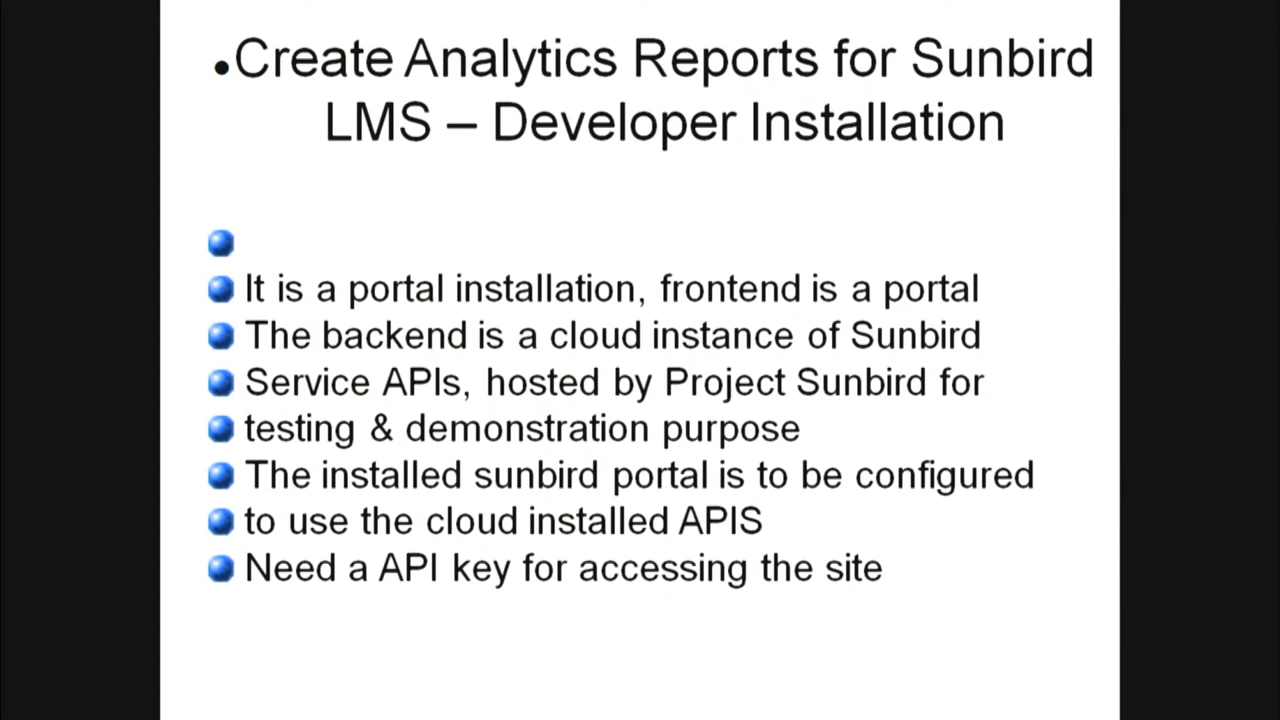 •Create Analytics Reports for Sunbird
LMS – Developer Installation
It is a portal installation, frontend is a portal
The backend is a cloud instance of Sunbird
Service APIs, hosted by Project Sunbird for
testing & demonstration purpose
The installed sunbird portal is to be configured
to use the cloud installed APIS
Need a API key for accessing the site